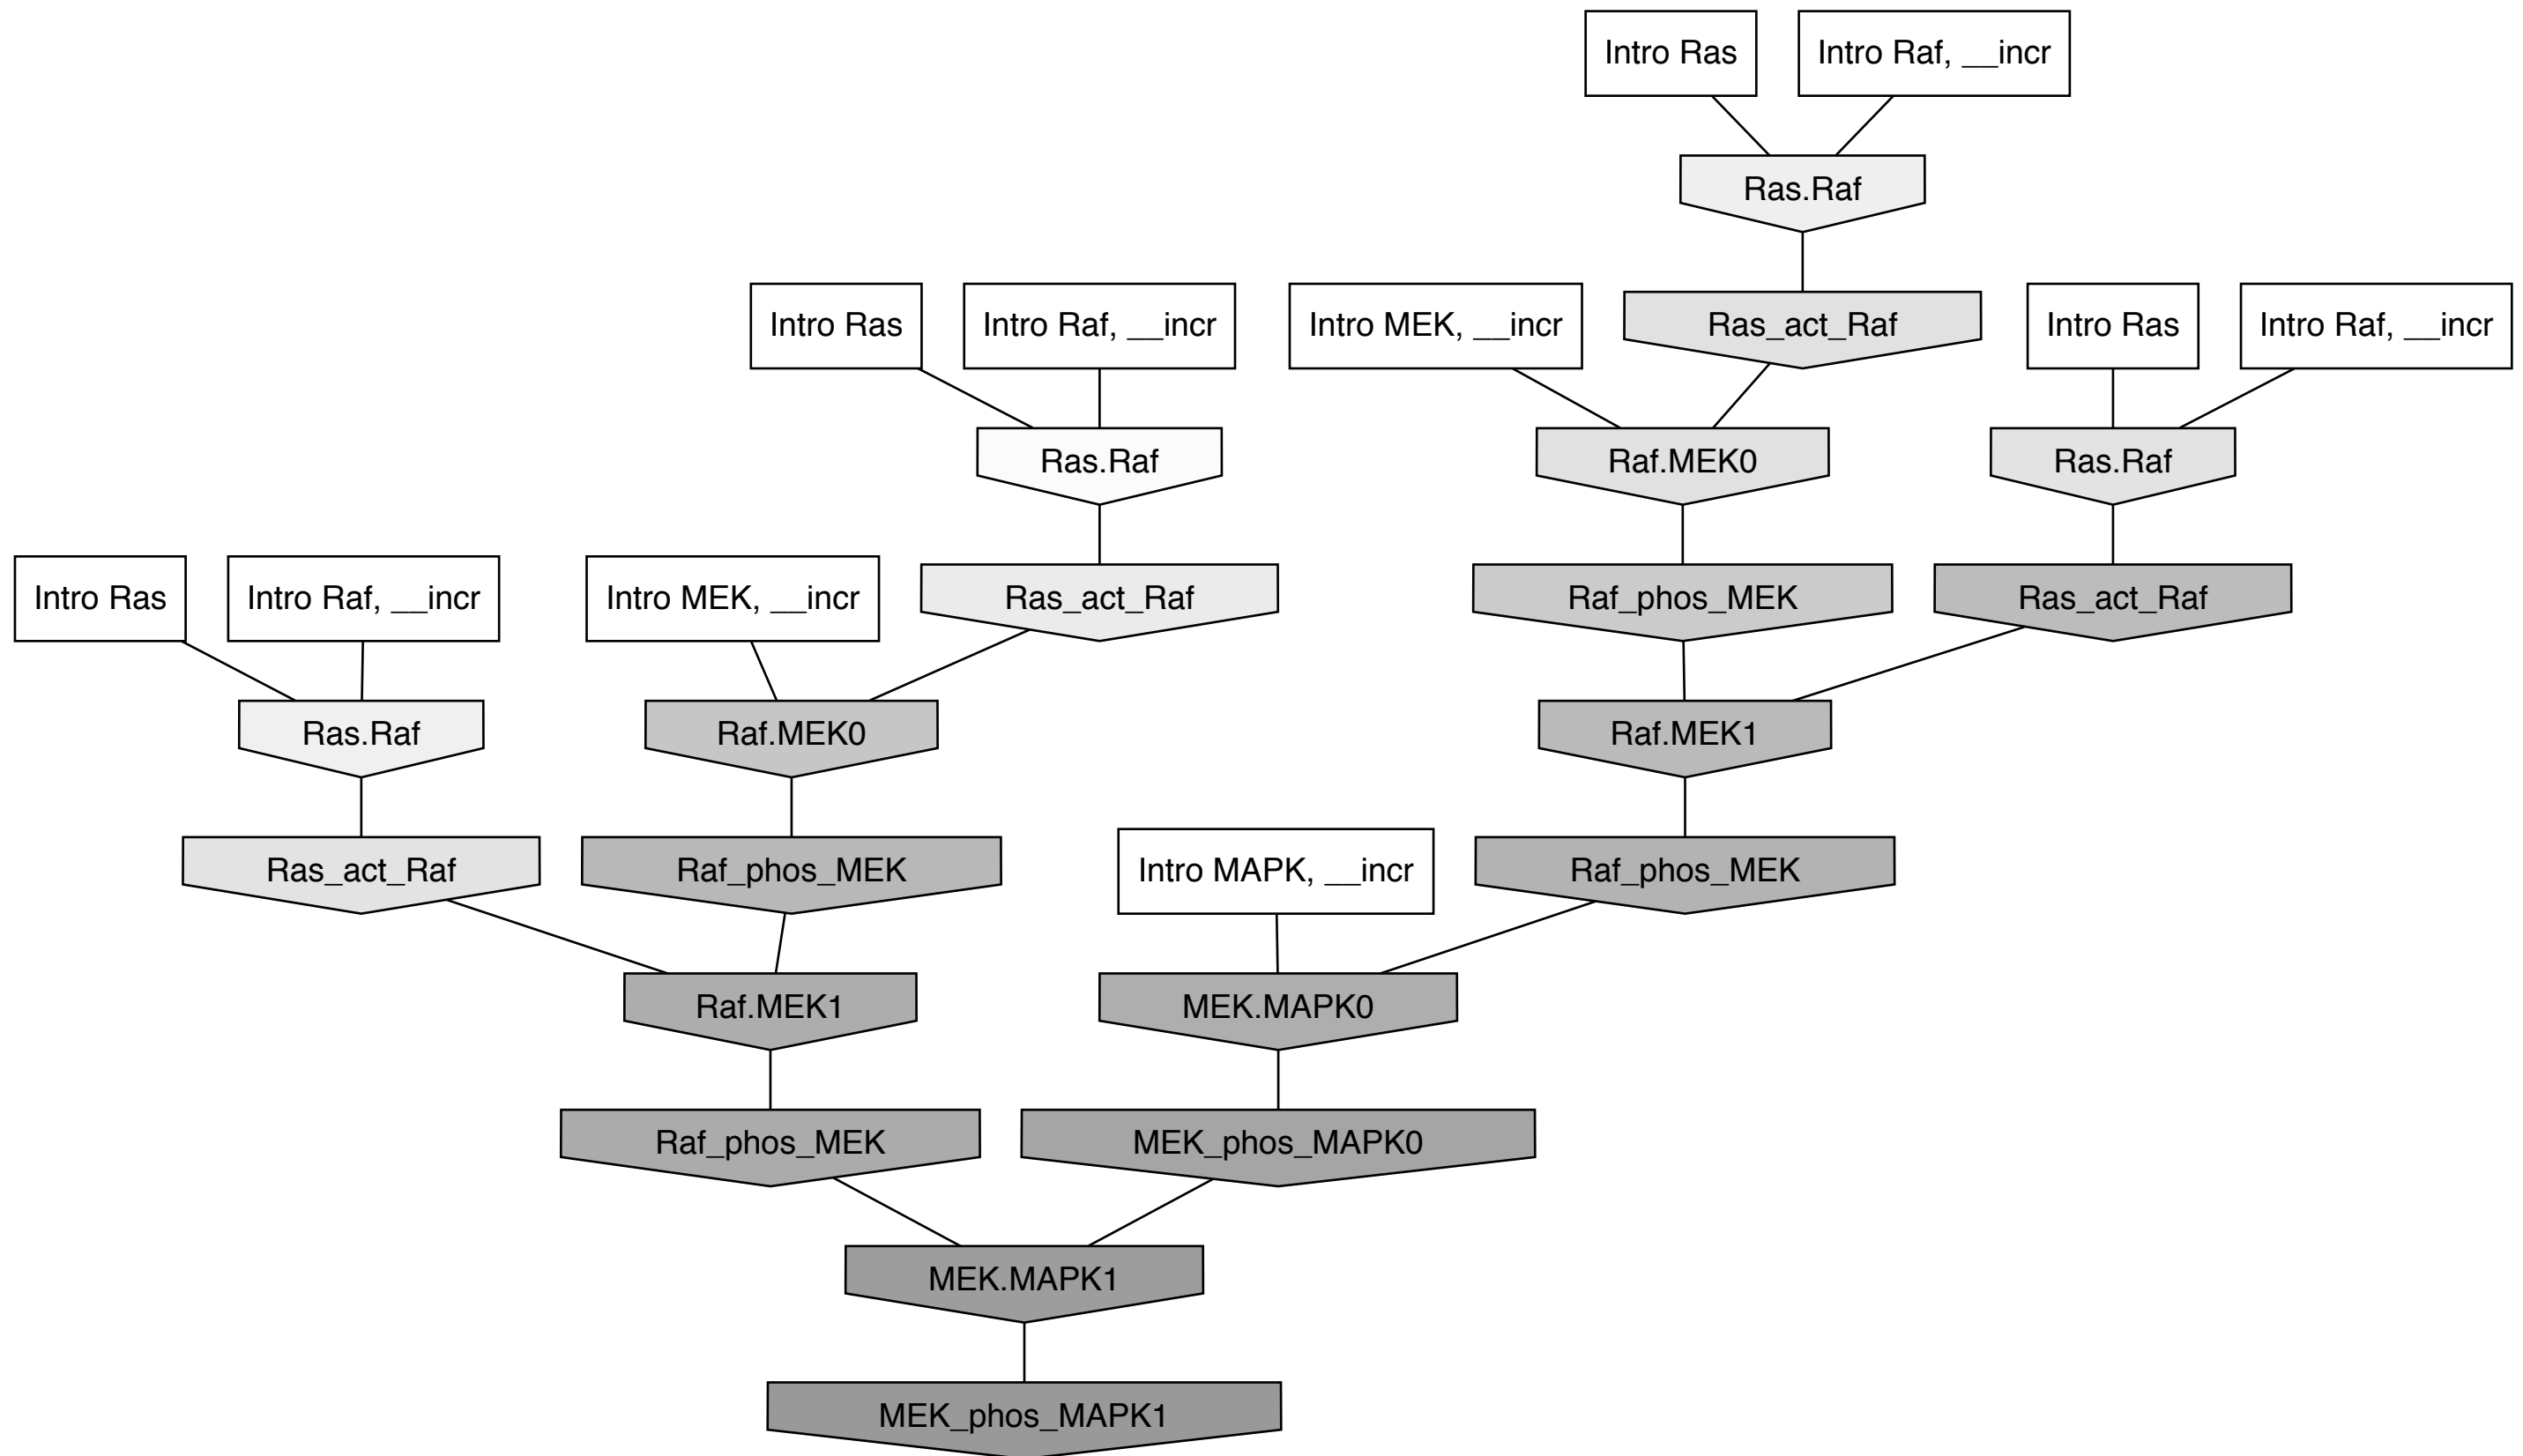 Intro Ras
Intro Raf, __incr
Ras.Raf
Intro Ras
Intro Raf, __incr
Intro MEK, __incr
Ras_act_Raf
Intro Ras
Intro Raf, __incr
Ras.Raf
Raf.MEK0
Ras.Raf
Intro Ras
Intro Raf, __incr
Intro MEK, __incr
Ras_act_Raf
Raf_phos_MEK
Ras_act_Raf
Ras.Raf
Raf.MEK0
Raf.MEK1
Ras_act_Raf
Raf_phos_MEK
Intro MAPK, __incr
Raf_phos_MEK
Raf.MEK1
MEK.MAPK0
Raf_phos_MEK
MEK_phos_MAPK0
MEK.MAPK1
MEK_phos_MAPK1